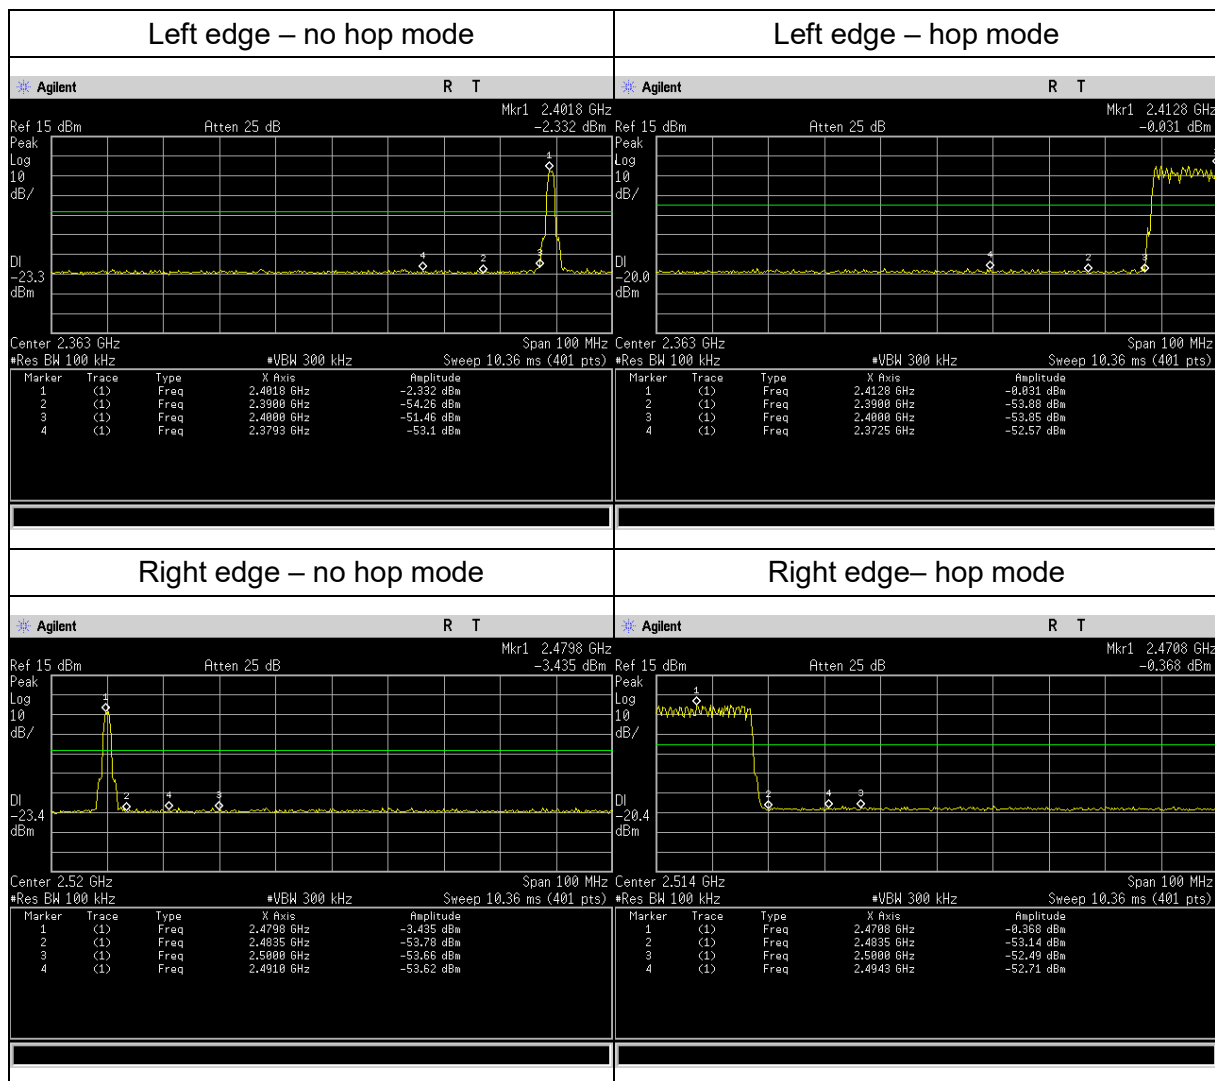 Left edge – no hop mode
Left edge – hop mode
Agilent R T
Mkr1 2.4018 GHz
Ref 15 dBm Atten 25 dB -2.332 dBm
Peak
Log
10
dB/
1
4
2
3
DI
-23.3
dBm
Center 2.363 GHz Span 100 MHz
#Res BW 100 kHz #VBW 300 kHz Sweep 10.36 ms (401 pts)
Marker Trace Type X Axis Amplitude
1 (1) Freq 2.4018 GHz -2.332 dBm
2 (1) Freq 2.3900 GHz -54.26 dBm
3 (1) Freq 2.4000 GHz -51.46 dBm
4 (1) Freq 2.3793 GHz -53.1 dBm
Agilent R T
Mkr1 2.4128 GHz
Ref 15 dBm Atten 25 dB -0.031 dBm
Peak
Log
10
dB/
4
2
3
DI
-20.0
dBm
Center 2.363 GHz Span 100 MHz
#Res BW 100 kHz #VBW 300 kHz Sweep 10.36 ms (401 pts)
Marker Trace Type X Axis Amplitude
1 (1) Freq 2.4128 GHz -0.031 dBm
2 (1) Freq 2.3900 GHz -53.88 dBm
3 (1) Freq 2.4000 GHz -53.85 dBm
4 (1) Freq 2.3725 GHz -52.57 dBm
Right edge – no hop mode
Right edge– hop mode
Agilent R T
Mkr1 2.4798 GHz
Ref 15 dBm Atten 25 dB -3.435 dBm
Peak
Log
10
dB/
1
2
4
3
DI
-23.4
dBm
Center 2.52 GHz Span 100 MHz
#Res BW 100 kHz #VBW 300 kHz Sweep 10.36 ms (401 pts)
Marker Trace Type X Axis Amplitude
1 (1) Freq 2.4798 GHz -3.435 dBm
2 (1) Freq 2.4835 GHz -53.78 dBm
3 (1) Freq 2.5000 GHz -53.66 dBm
4 (1) Freq 2.4910 GHz -53.62 dBm
Agilent R T
Mkr1 2.4708 GHz
Ref 15 dBm Atten 25 dB -0.368 dBm
Peak
Log
10
dB/
1
2
4
3
DI
-20.4
dBm
Center 2.514 GHz Span 100 MHz
#Res BW 100 kHz #VBW 300 kHz Sweep 10.36 ms (401 pts)
Marker Trace Type X Axis Amplitude
1 (1) Freq 2.4708 GHz -0.368 dBm
2 (1) Freq 2.4835 GHz -53.14 dBm
3 (1) Freq 2.5000 GHz -52.49 dBm
4 (1) Freq 2.4943 GHz -52.71 dBm